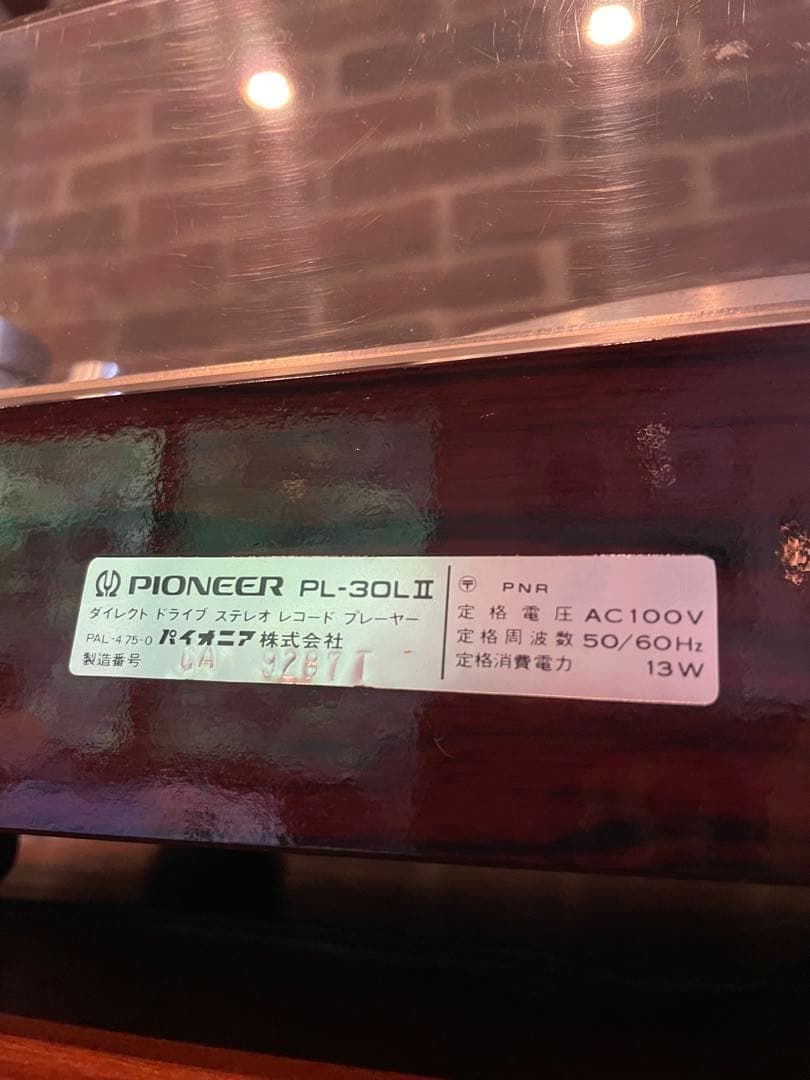 PIONEER PL-30LⅡ
ダイレクト ドライブ ステレオ レコード プレーヤー
PAL-475-0 パイオニア株式会社
製造番号
〒 PNR
定格電圧 AC100V
定格周波数 50/60Hz
定格消費電力 13W